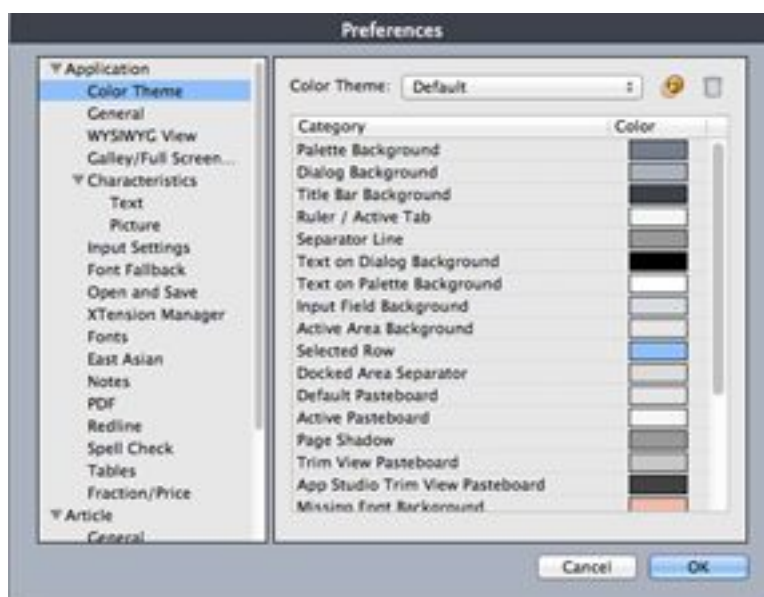 Preferences
Application
Color Theme
General
WYSIWYG View
Galley/Full Screen...
Characteristics
Text
Picture
Input Settings
Font Fallback
Open and Save
XTension Manager
Fonts
East Asian
Notes
PDF
Redline
Spell Check
Tables
Fraction/Price
Article
General
Color Theme: Default
Category Color
Palette Background
Dialog Background
Title Bar Background
Ruler / Active Tab
Separator Line
Text on Dialog Background
Text on Palette Background
Input Field Background
Active Area Background
Selected Row
Docked Area Separator
Default Pasteboard
Active Pasteboard
Page Shadow
Trim View Pasteboard
App Studio Trim View Pasteboard
Missing Font Background
Cancel OK